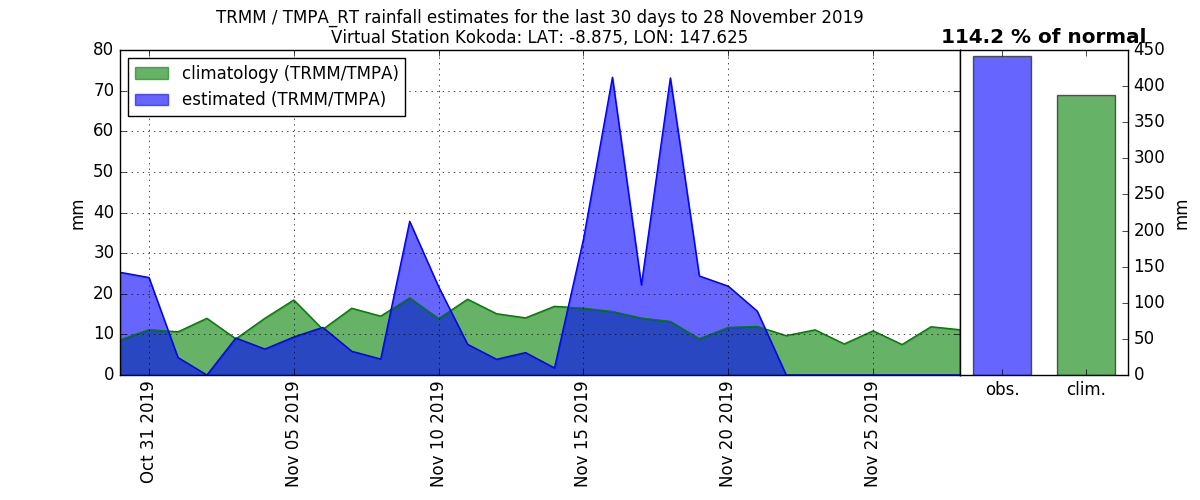 TRMM / TMPA_RT rainfall estimates for the last 30 days to 28 November 2019
Virtual Station Kokoda: LAT: -8.875, LON: 147.625
114.2 % of normal
climatology (TRMM/TMPA)
estimated (TRMM/TMPA)
80
70
60
50
40
30
20
10
0
mm
Oct 31 2019
Nov 05 2019
Nov 10 2019
Nov 15 2019
Nov 20 2019
Nov 25 2019
obs.
clim.
450
400
350
300
250
200
150
100
50
0
mm